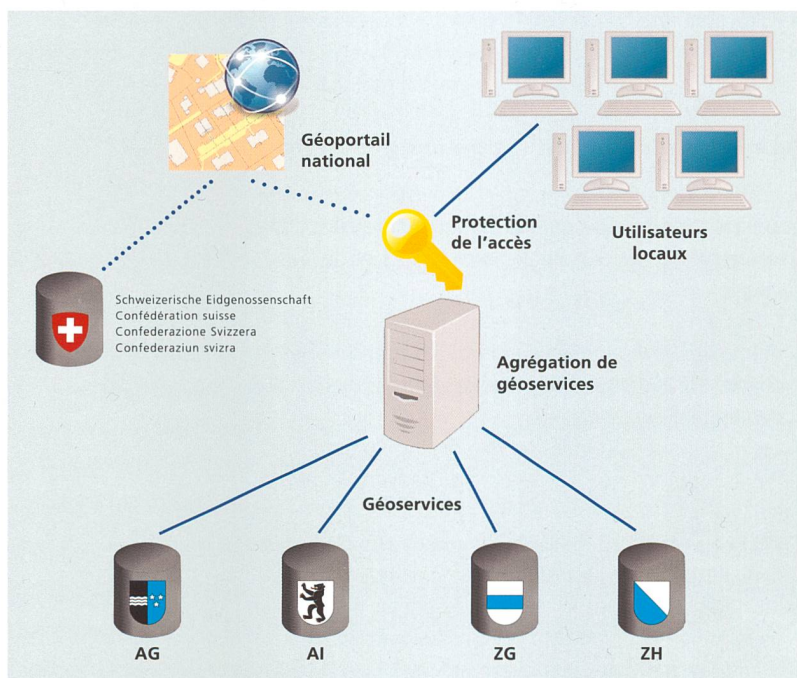 Géoportail
national
Protection
de l'accès
Utilisateurs
locaux
Schweizerische Eidgenossenschaft
Confédération suisse
Confederazione Svizzera
Confederaziun svizra
Agrégation de
géoservices
Géoservices
AG
AI
ZG
ZH